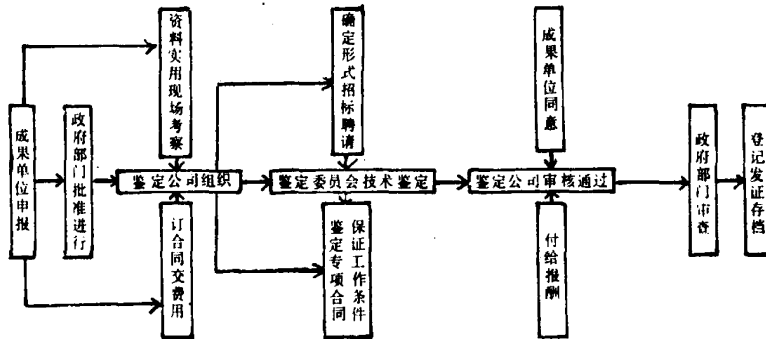 成果单位申报
政府部门批准进行
资料实用现场考察
鉴定公司组织
订合同交费用
确定形式招标聘请
鉴定委员会技术鉴定
保证工作条件
鉴定专项合同
成果单位同意
鉴定公司审核通过
付给报酬
政府部门审查
登记发证存档